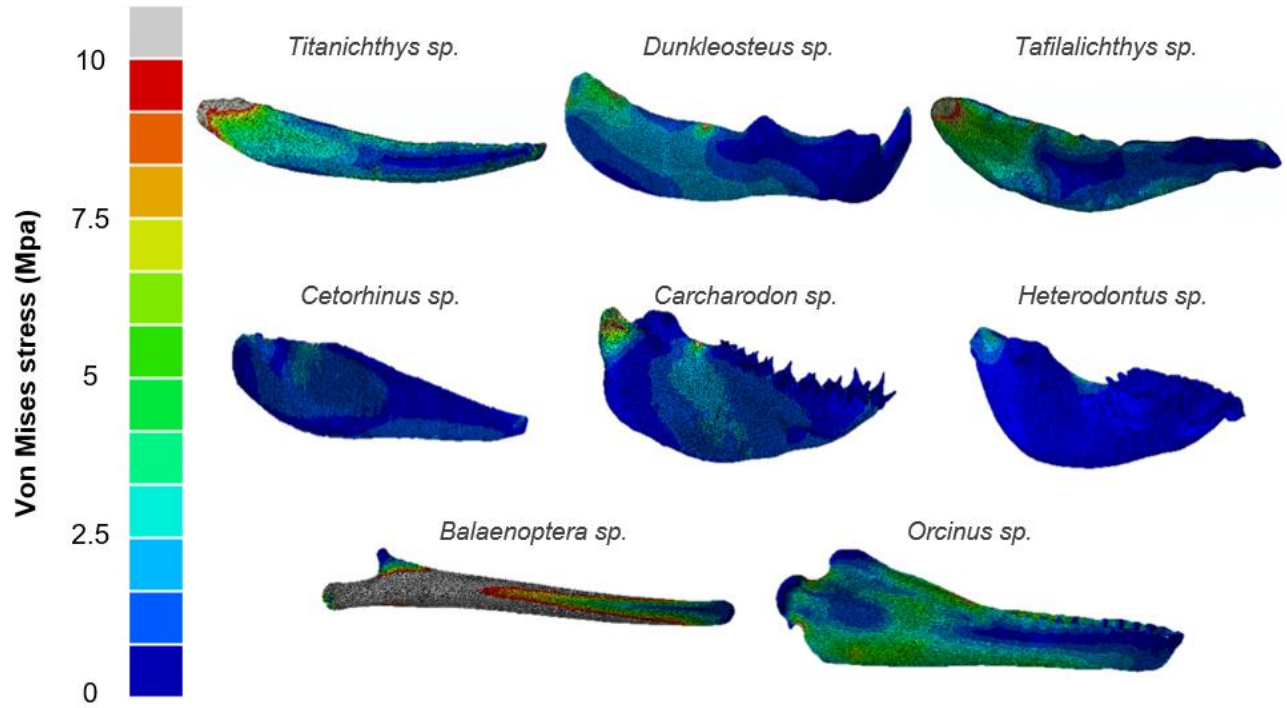 Titanichthys sp.
Dunkleosteus sp.
Tafilalichthys sp.
10
7.5
5
2.5
0
Von Mises stress (Mpa)
Cetorhinus sp.
Carcharodon sp.
Heterodontus sp.
Balaenoptera sp.
Orcinus sp.